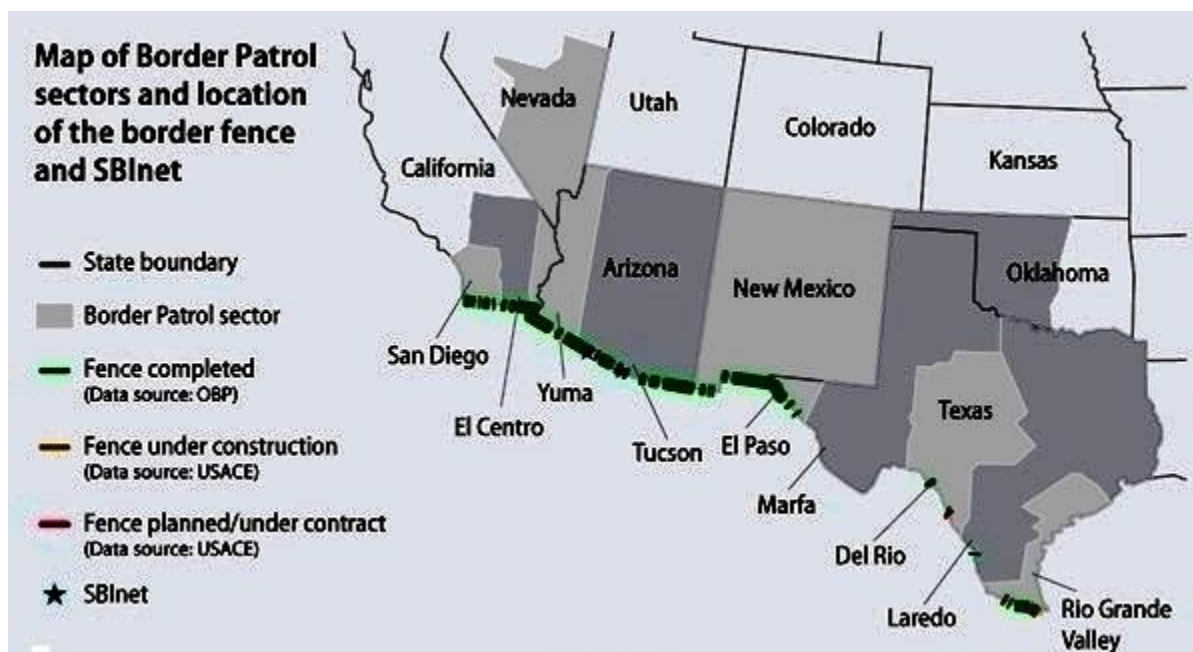 Map of Border Patrol
sectors and location
of the border fence
and SBInet
State boundary
Border Patrol sector
Fence completed
(Data source: OBP)
Fence under construction
(Data source: USACE)
Fence planned/under contract
(Data source: USACE)
SBInet
Nevada
Utah
Colorado
Kansas
California
Arizona
New Mexico
Oklahoma
Texas
San Diego
El Centro
Yuma
Tucson
El Paso
Marfa
Del Rio
Laredo
Rio Grande
Valley